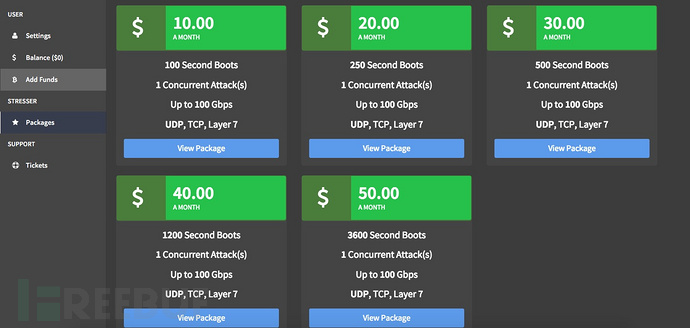 USER
Settings
Balance ($0)
Add Funds
STRESSER
Packages
SUPPORT
Tickets
$ 10.00
A MONTH
100 Second Boots
1 Concurrent Attack(s)
Up to 100 Gbps
UDP, TCP, Layer 7
View Package
$ 20.00
A MONTH
250 Second Boots
1 Concurrent Attack(s)
Up to 100 Gbps
UDP, TCP, Layer 7
View Package
$ 30.00
A MONTH
500 Second Boots
1 Concurrent Attack(s)
Up to 100 Gbps
UDP, TCP, Layer 7
View Package
$ 40.00
A MONTH
1200 Second Boots
1 Concurrent Attack(s)
Up to 100 Gbps
UDP, TCP, Layer 7
View Package
$ 50.00
A MONTH
3600 Second Boots
1 Concurrent Attack(s)
Up to 100 Gbps
UDP, TCP, Layer 7
View Package